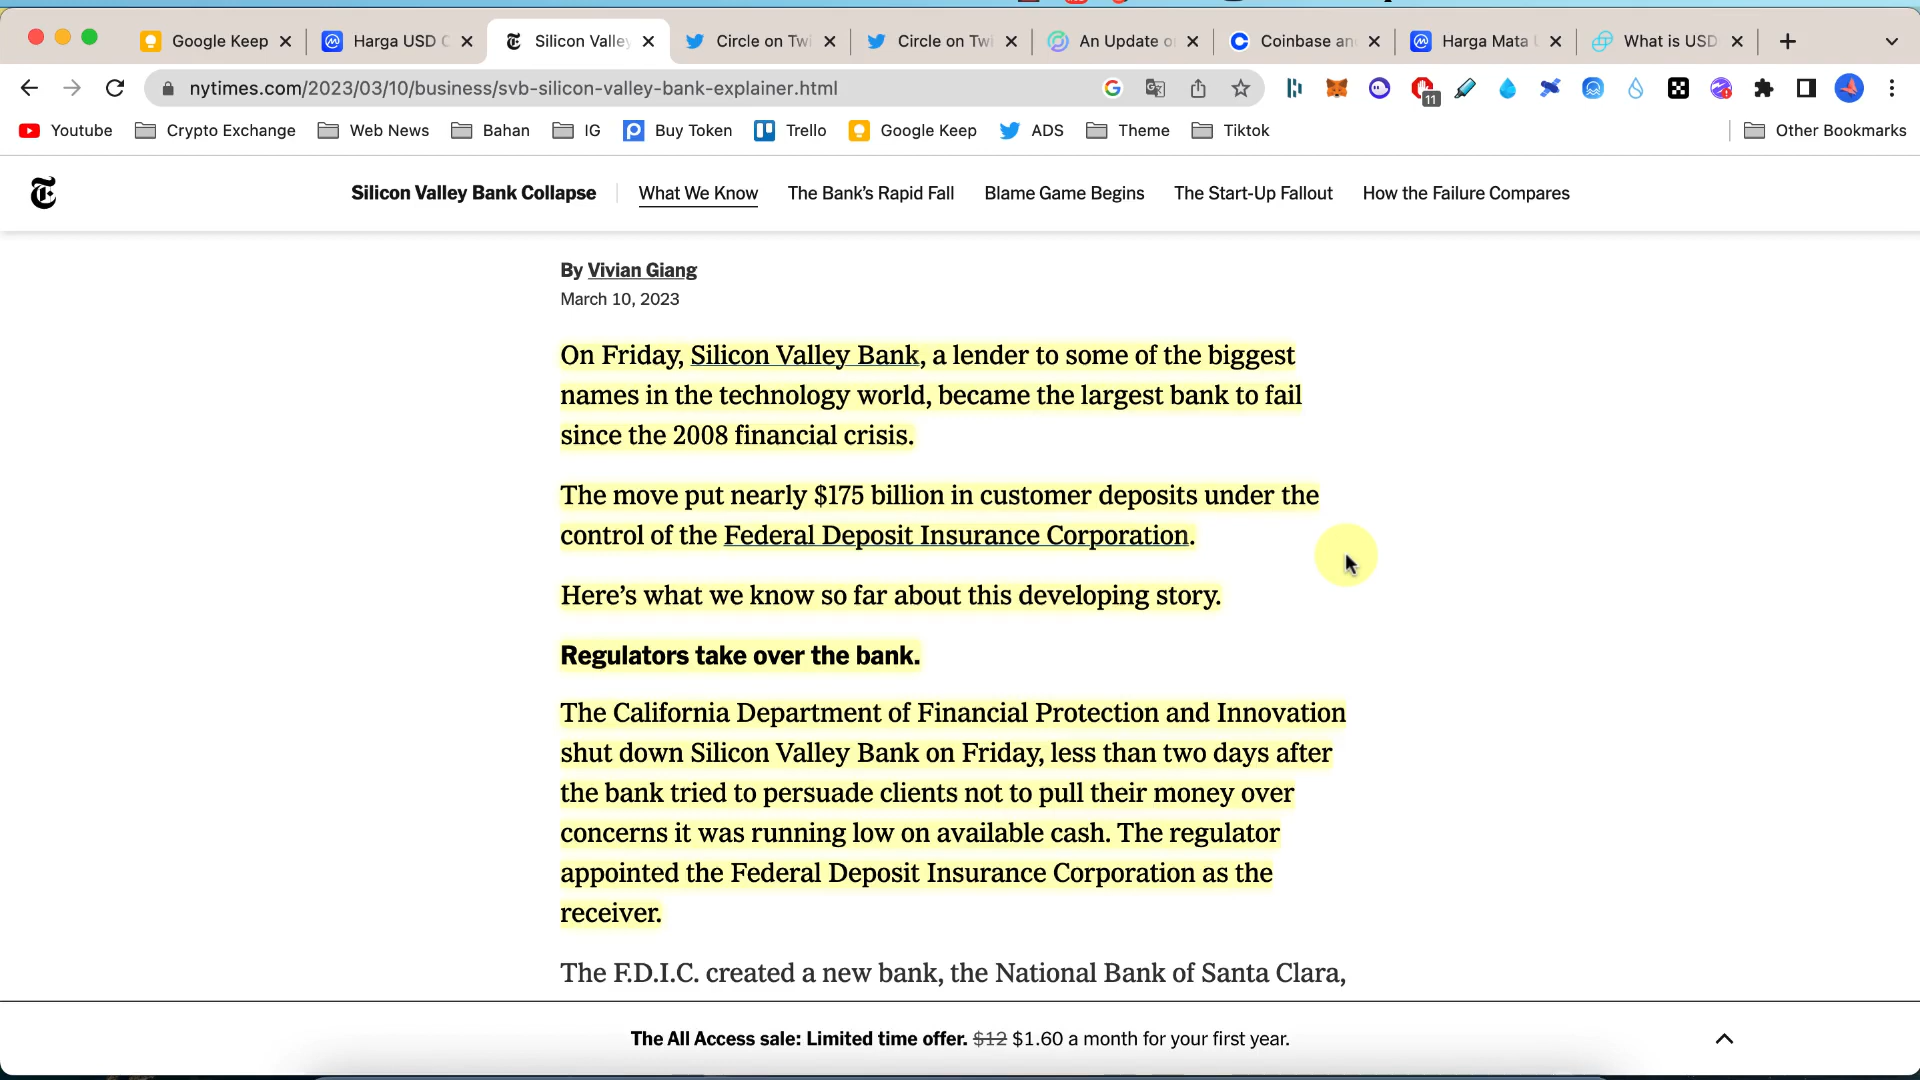 Google Keep
Harga USD C
Silicon Valley
Circle on Twi
Circle on Twi
An Update o
Coinbase an
Harga Mata U
What is USD
nytimes.com/2023/03/10/business/svb-silicon-valley-bank-explainer.html
11
Youtube
Crypto Exchange
Web News
Bahan
IG
Buy Token
Trello
Google Keep
ADS
Theme
Tiktok
Other Bookmarks
Silicon Valley Bank Collapse
What We Know
The Bank's Rapid Fall
Blame Game Begins
The Start-Up Fallout
How the Failure Compares
By Vivian Giang
March 10, 2023
On Friday, Silicon Valley Bank, a lender to some of the biggest
names in the technology world, became the largest bank to fail
since the 2008 financial crisis.
The move put nearly $175 billion in customer deposits under the
control of the Federal Deposit Insurance Corporation.
Here's what we know so far about this developing story.
Regulators take over the bank.
The California Department of Financial Protection and Innovation
shut down Silicon Valley Bank on Friday, less than two days after
the bank tried to persuade clients not to pull their money over
concerns it was running low on available cash. The regulator
appointed the Federal Deposit Insurance Corporation as the
receiver.
The F.D.I.C. created a new bank, the National Bank of Santa Clara,
The All Access sale: Limited time offer. $12 $1.60 a month for your first year.